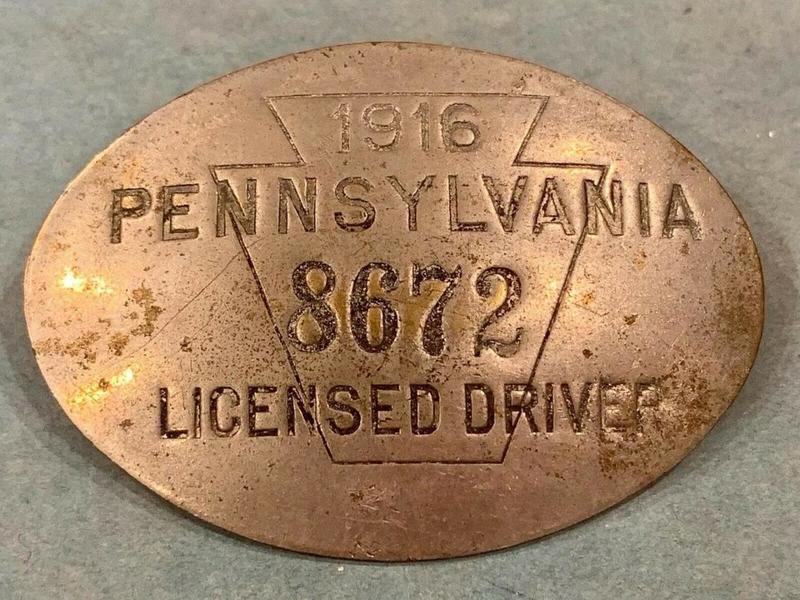 1916
PENNSYLVANIA
8672
LICENSED DRIVER